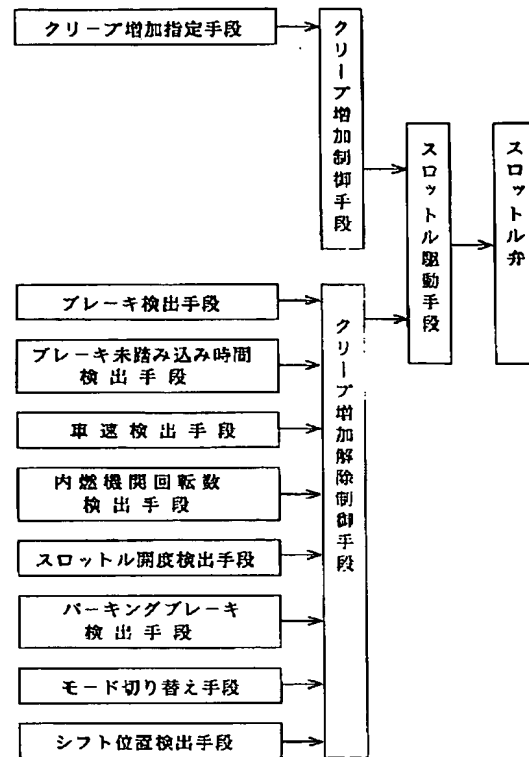 クリープ増加指定手段
クリープ増加制御手段
スロットル駆動手段
スロットル弁
ブレーキ検出手段
ブレーキ未踏み込み時間
検出手段
車速検出手段
内燃機関回転数
検出手段
スロットル開度検出手段
パーキングブレーキ
検出手段
モード切り替え手段
シフト位置検出手段
クリープ増加解除制御手段